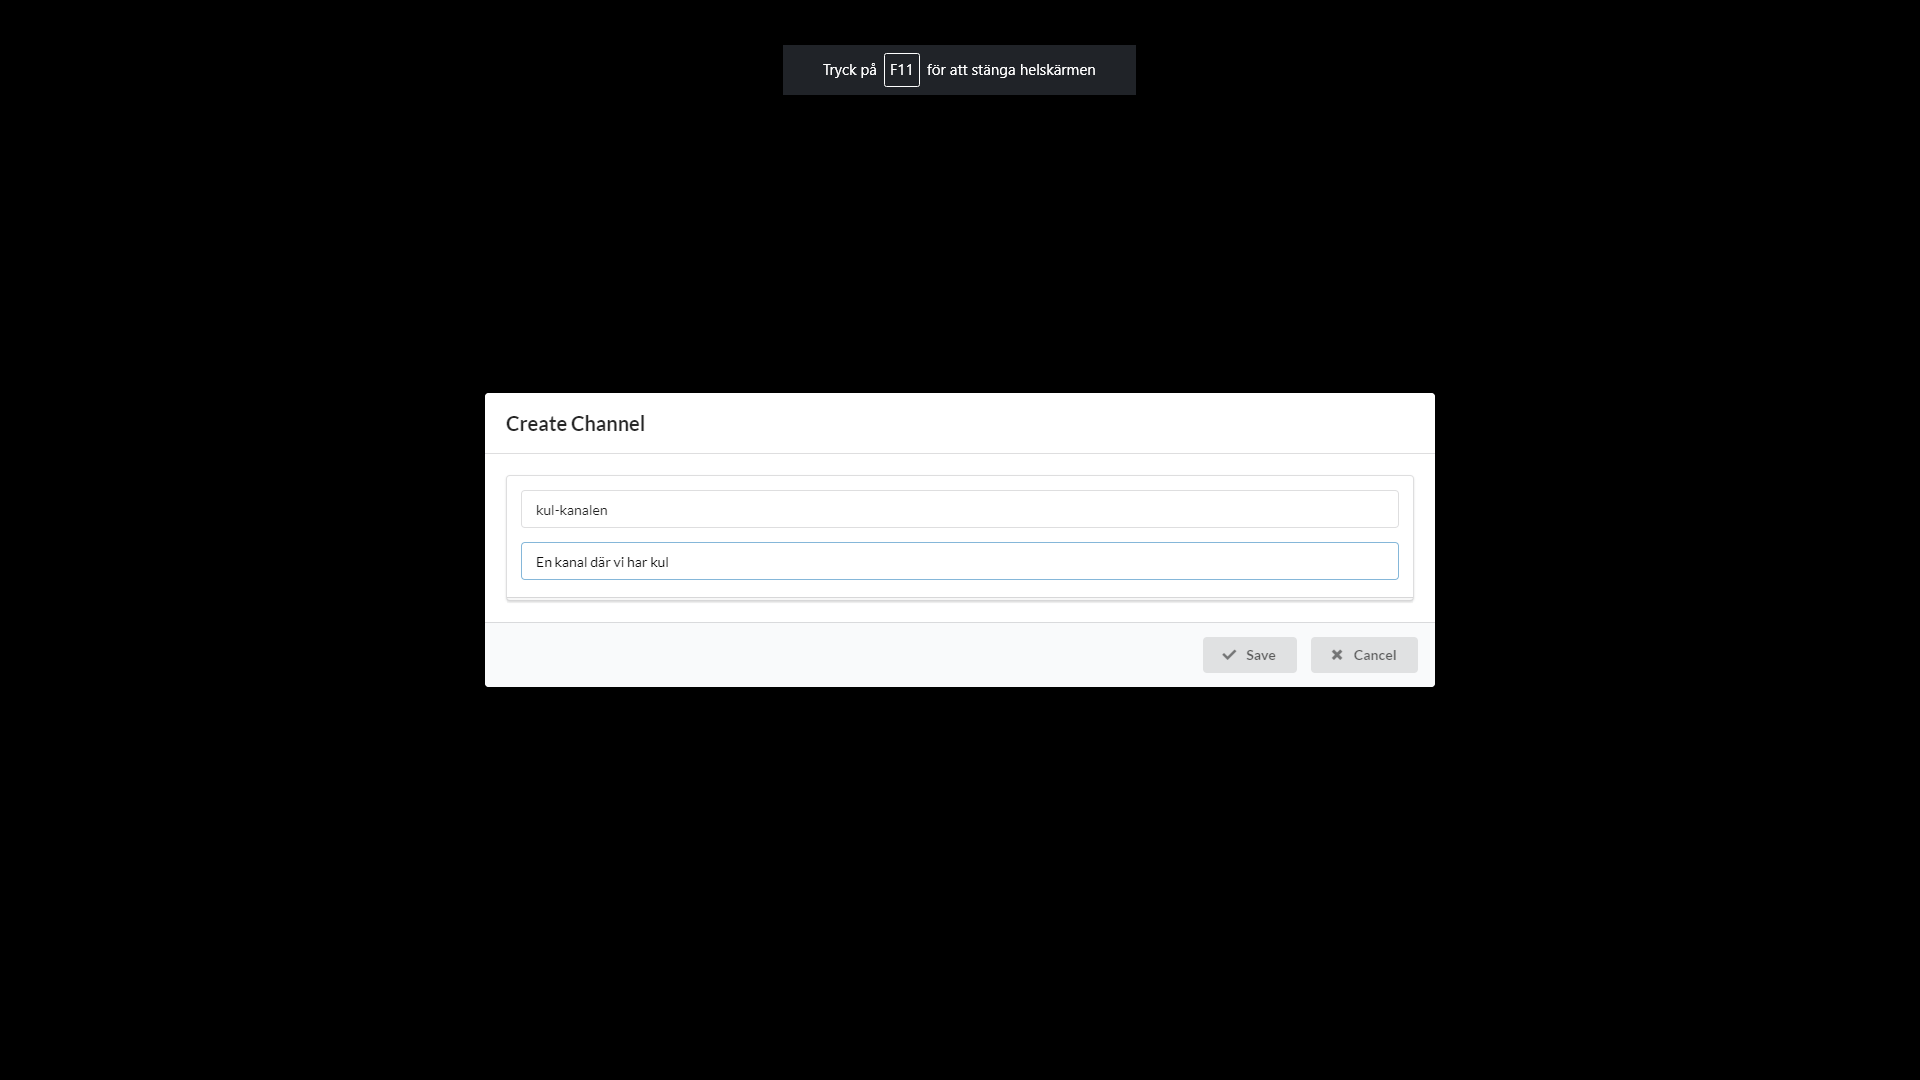 Tryck på F11 för att stänga helskärmen
Create Channel
kul-kanalen
En kanal där vi har kul
Save Cancel